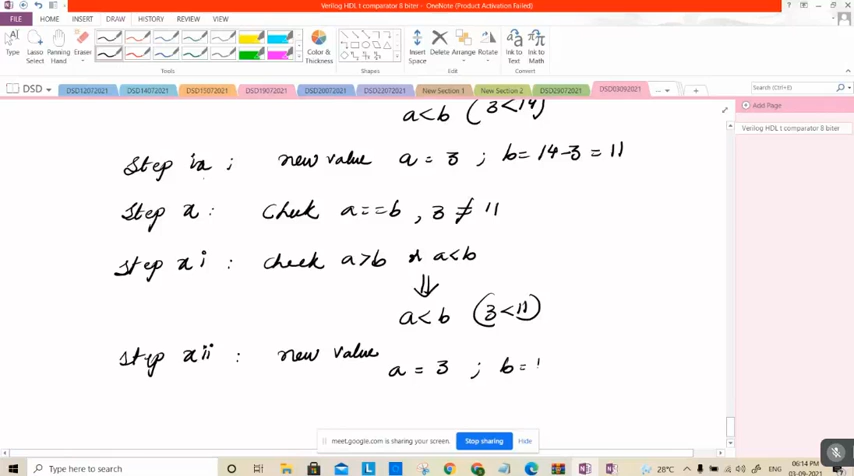 Verilog HDL t comparator 8 biter - OneNote (Product Activation Failed)
FILE HOME INSERT DRAW HISTORY REVIEW VIEW
Type Lasso Select Panning Hand Eraser Color & Thickness Insert Space Delete Arrange Rotate Ink to Text Ink to Math
Tools Shapes Edit Convert
DSD DSD12072021 DSD14072021 DSD15072021 DSD19072021 DSD20072021 DSD22072021 New Section 1 New Section 2 DSD29072021 DSD03092021 ... + Search (Ctrl+E)
Add Page
Verilog HDL t comparator 8 biter
a<b (3<14)
Step ix ; new value a = 3 ; b= 14-3 = 11
Step x : check a==b , 3 ≠ 11
Step xi : check a>b or a<b
⇓
a<b (3<11)
Step xii : new value
a = 3 ; b=
meet.google.com is sharing your screen. Stop sharing Hide
Type here to search 28°C ENG 06:14 PM
03-09-2021